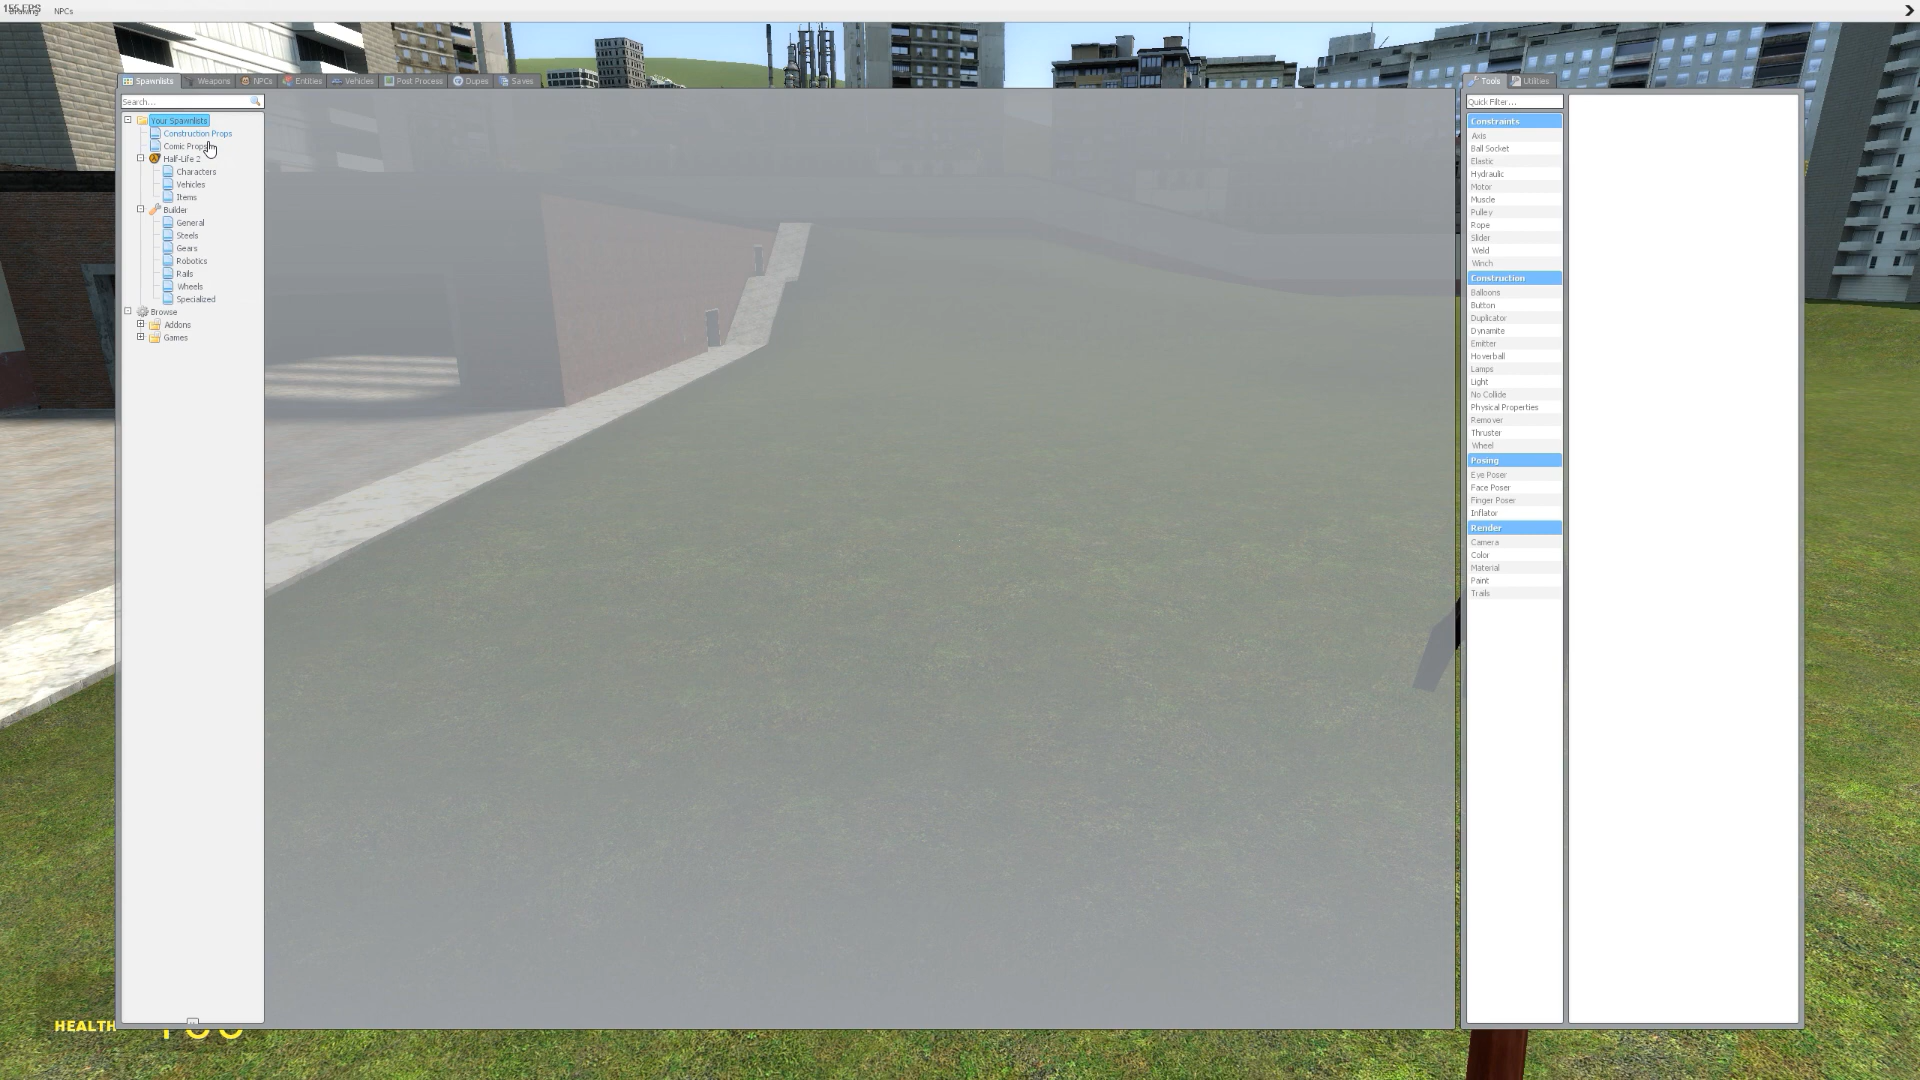 155 FPS
NPCs
Spawnlists Weapons NPCs Entities Vehicles Post Process Dupes Saves
Search...
Your Spawnlists
Construction Props
Comic Props
Half-Life 2
Characters
Vehicles
Items
Builder
General
Steels
Gears
Robotics
Rails
Wheels
Specialized
Browse
Addons
Games
HEALTH 100
Tools Utilities
Quick Filter...
Constraints
Axis
Ball Socket
Elastic
Hydraulic
Motor
Muscle
Pulley
Rope
Slider
Weld
Winch
Construction
Balloons
Button
Duplicator
Dynamite
Emitter
Hoverball
Lamps
Light
No Collide
Physical Properties
Remover
Thruster
Wheel
Posing
Eye Poser
Face Poser
Finger Poser
Inflator
Render
Camera
Color
Material
Paint
Trails